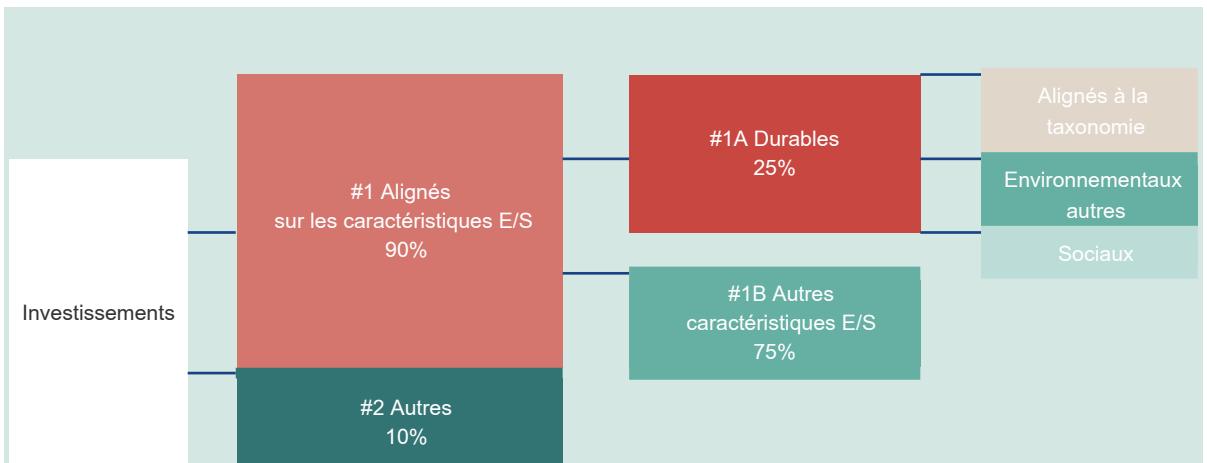 Investissements
#1 Alignés
sur les caractéristiques E/S
90%
#2 Autres
10%
#1A Durables
25%
#1B Autres
caractéristiques E/S
75%
Alignés à la
taxonomie
Environnementaux
autres
Sociaux